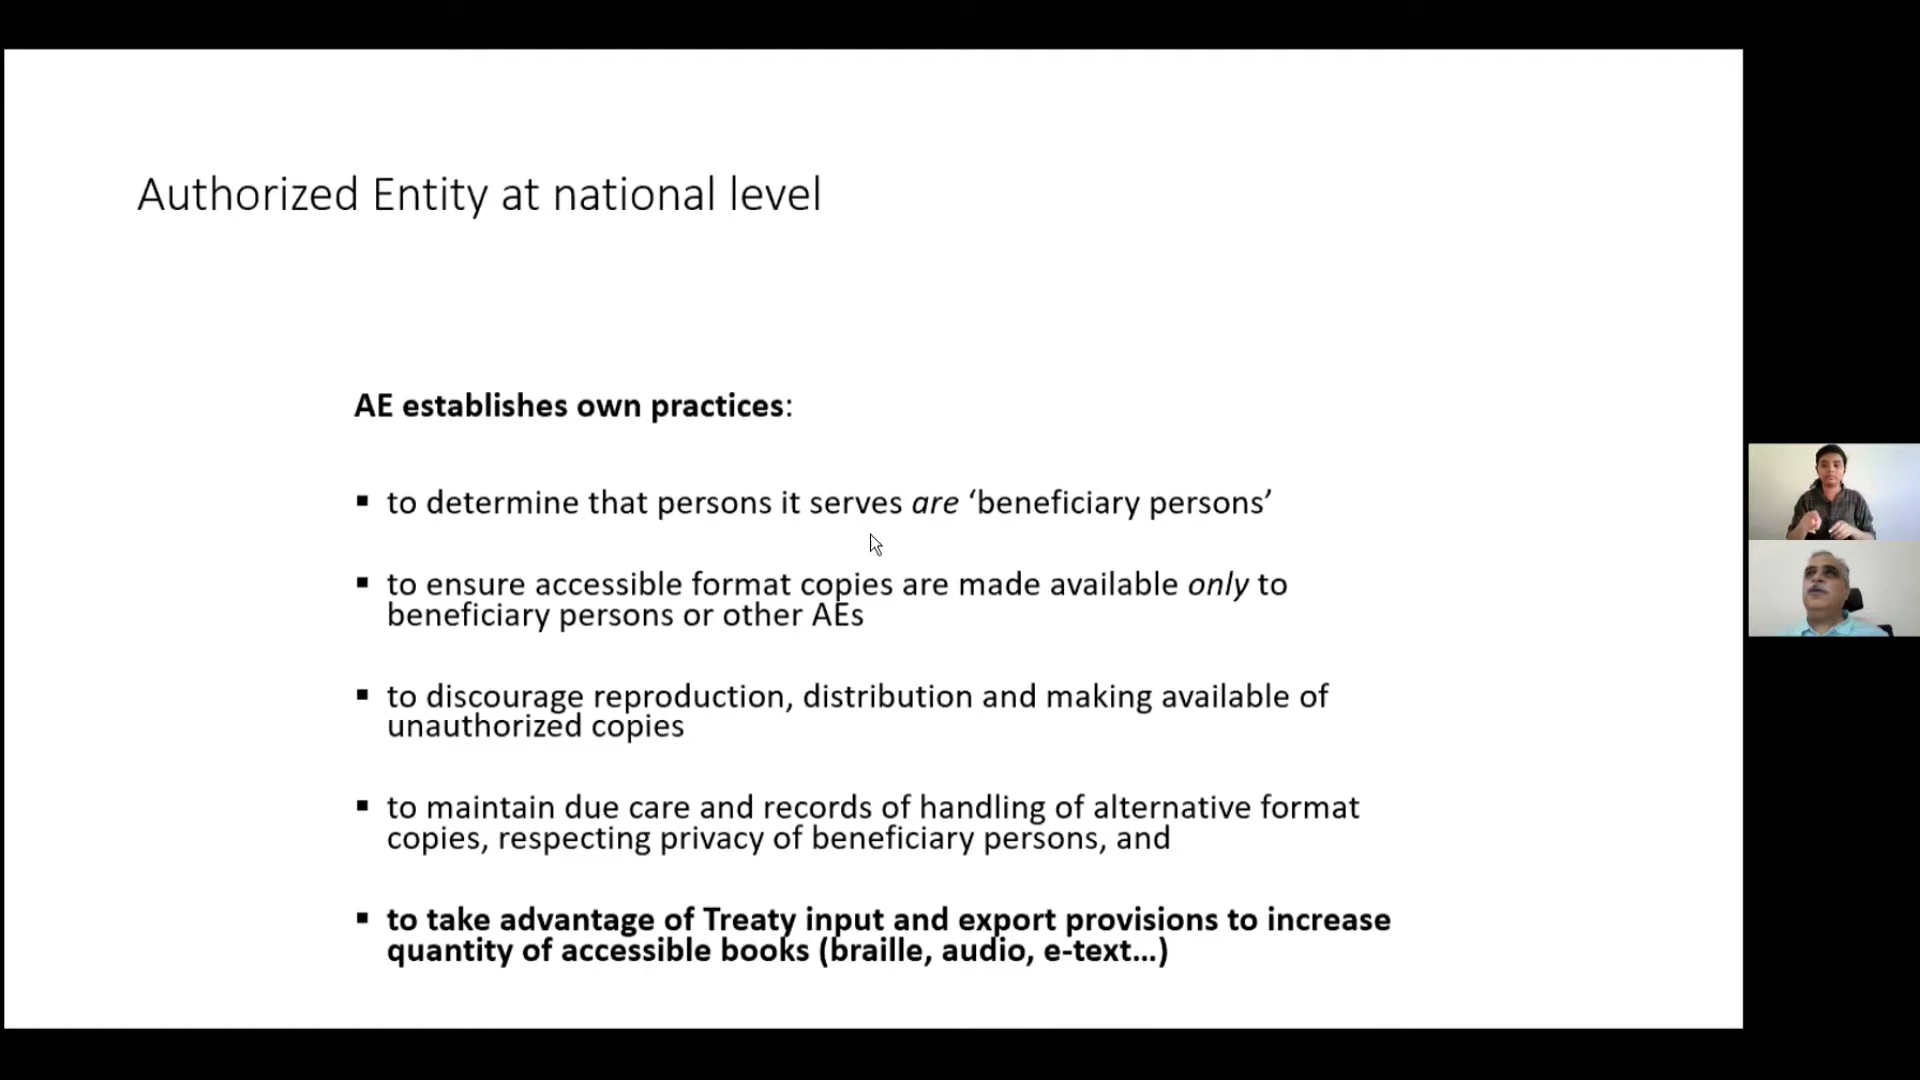 Authorized Entity at national level
AE establishes own practices:
▪ to determine that persons it serves are ‘beneficiary persons’
▪ to ensure accessible format copies are made available only to
beneficiary persons or other AEs
▪ to discourage reproduction, distribution and making available of
unauthorized copies
▪ to maintain due care and records of handling of alternative format
copies, respecting privacy of beneficiary persons, and
▪ to take advantage of Treaty input and export provisions to increase
quantity of accessible books (braille, audio, e-text...)